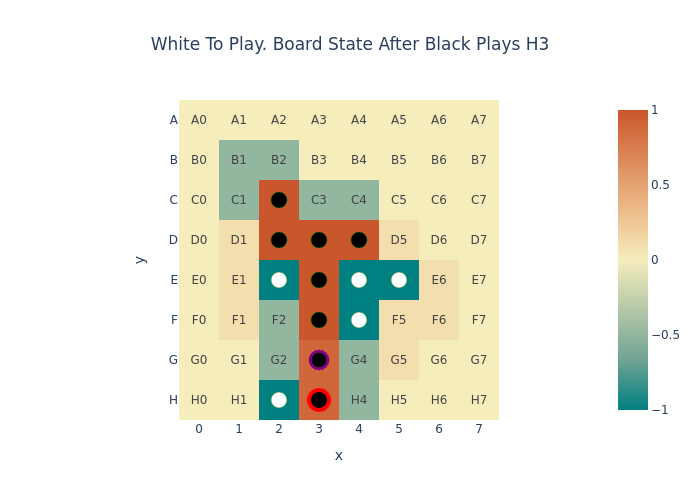 White To Play. Board State After Black Plays H3
A A0 A1 A2 A3 A4 A5 A6 A7
B B0 B1 B2 B3 B4 B5 B6 B7
C C0 C1 C3 C4 C5 C6 C7
D D0 D1 D5 D6 D7
E E0 E1 E6 E7
F F0 F1 F2 F5 F6 F7
G G0 G1 G2 G4 G5 G6 G7
H H0 H1 H4 H5 H6 H7
0 1 2 3 4 5 6 7
x
y
1
0.5
0
−0.5
−1